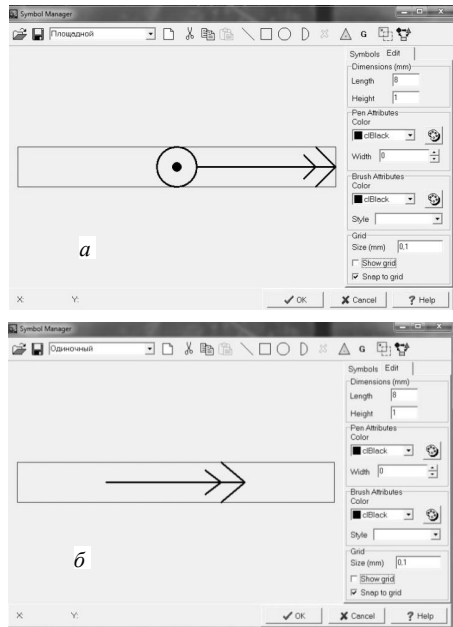 Symbol Manager
Площадной
G
Symbols Edit
Dimensions (mm)
Length 8
Height 1
Pen Attributes
Color
clBlack
Width 0
Brush Attributes
Color
clBlack
Style
Grid
Size (mm) 0,1
Show grid
Snap to grid
а
X: Y:
OK Cancel ? Help
Symbol Manager
Одиночный
G
Symbols Edit
Dimensions (mm)
Length 8
Height 1
Pen Attributes
Color
clBlack
Width 0
Brush Attributes
Color
clBlack
Style
Grid
Size (mm) 0,1
Show grid
Snap to grid
б
X: Y:
OK Cancel ? Help